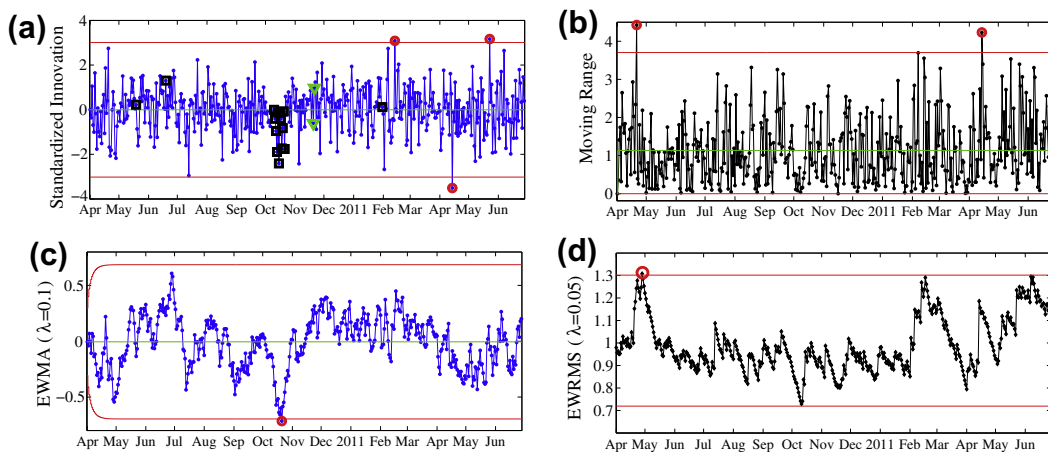 (a)
Standardized Innovation
4
2
0
−2
−4
Apr May Jun Jul Aug Sep Oct Nov Dec 2011 Feb Mar Apr May Jun
(b)
Moving Range
4
3
2
1
0
Apr May Jun Jul Aug Sep Oct Nov Dec 2011 Feb Mar Apr May Jun
(c)
EWMA (λ=0.1)
0.5
0
−0.5
Apr May Jun Jul Aug Sep Oct Nov Dec 2011 Feb Mar Apr May Jun
(d)
EWRMS (λ=0.05)
1.3
1.2
1.1
1
0.9
0.8
0.7
Apr May Jun Jul Aug Sep Oct Nov Dec 2011 Feb Mar Apr May Jun